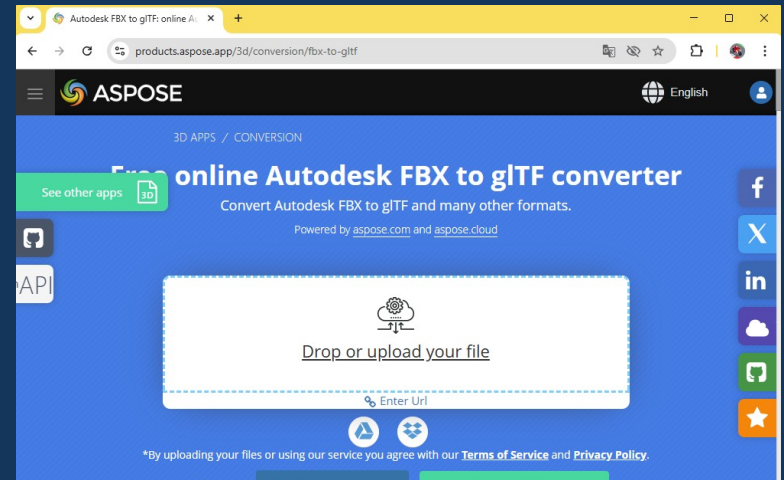 Autodesk FBX to glTF: online Au
products.aspose.app/3d/conversion/fbx-to-gltf
ASPOSE
English
3D APPS / CONVERSION
Free online Autodesk FBX to glTF converter
See other apps
3D
Convert Autodesk FBX to glTF and many other formats.
Powered by aspose.com and aspose.cloud
API
Drop or upload your file
Enter Url
*By uploading your files or using our service you agree with our Terms of Service and Privacy Policy.